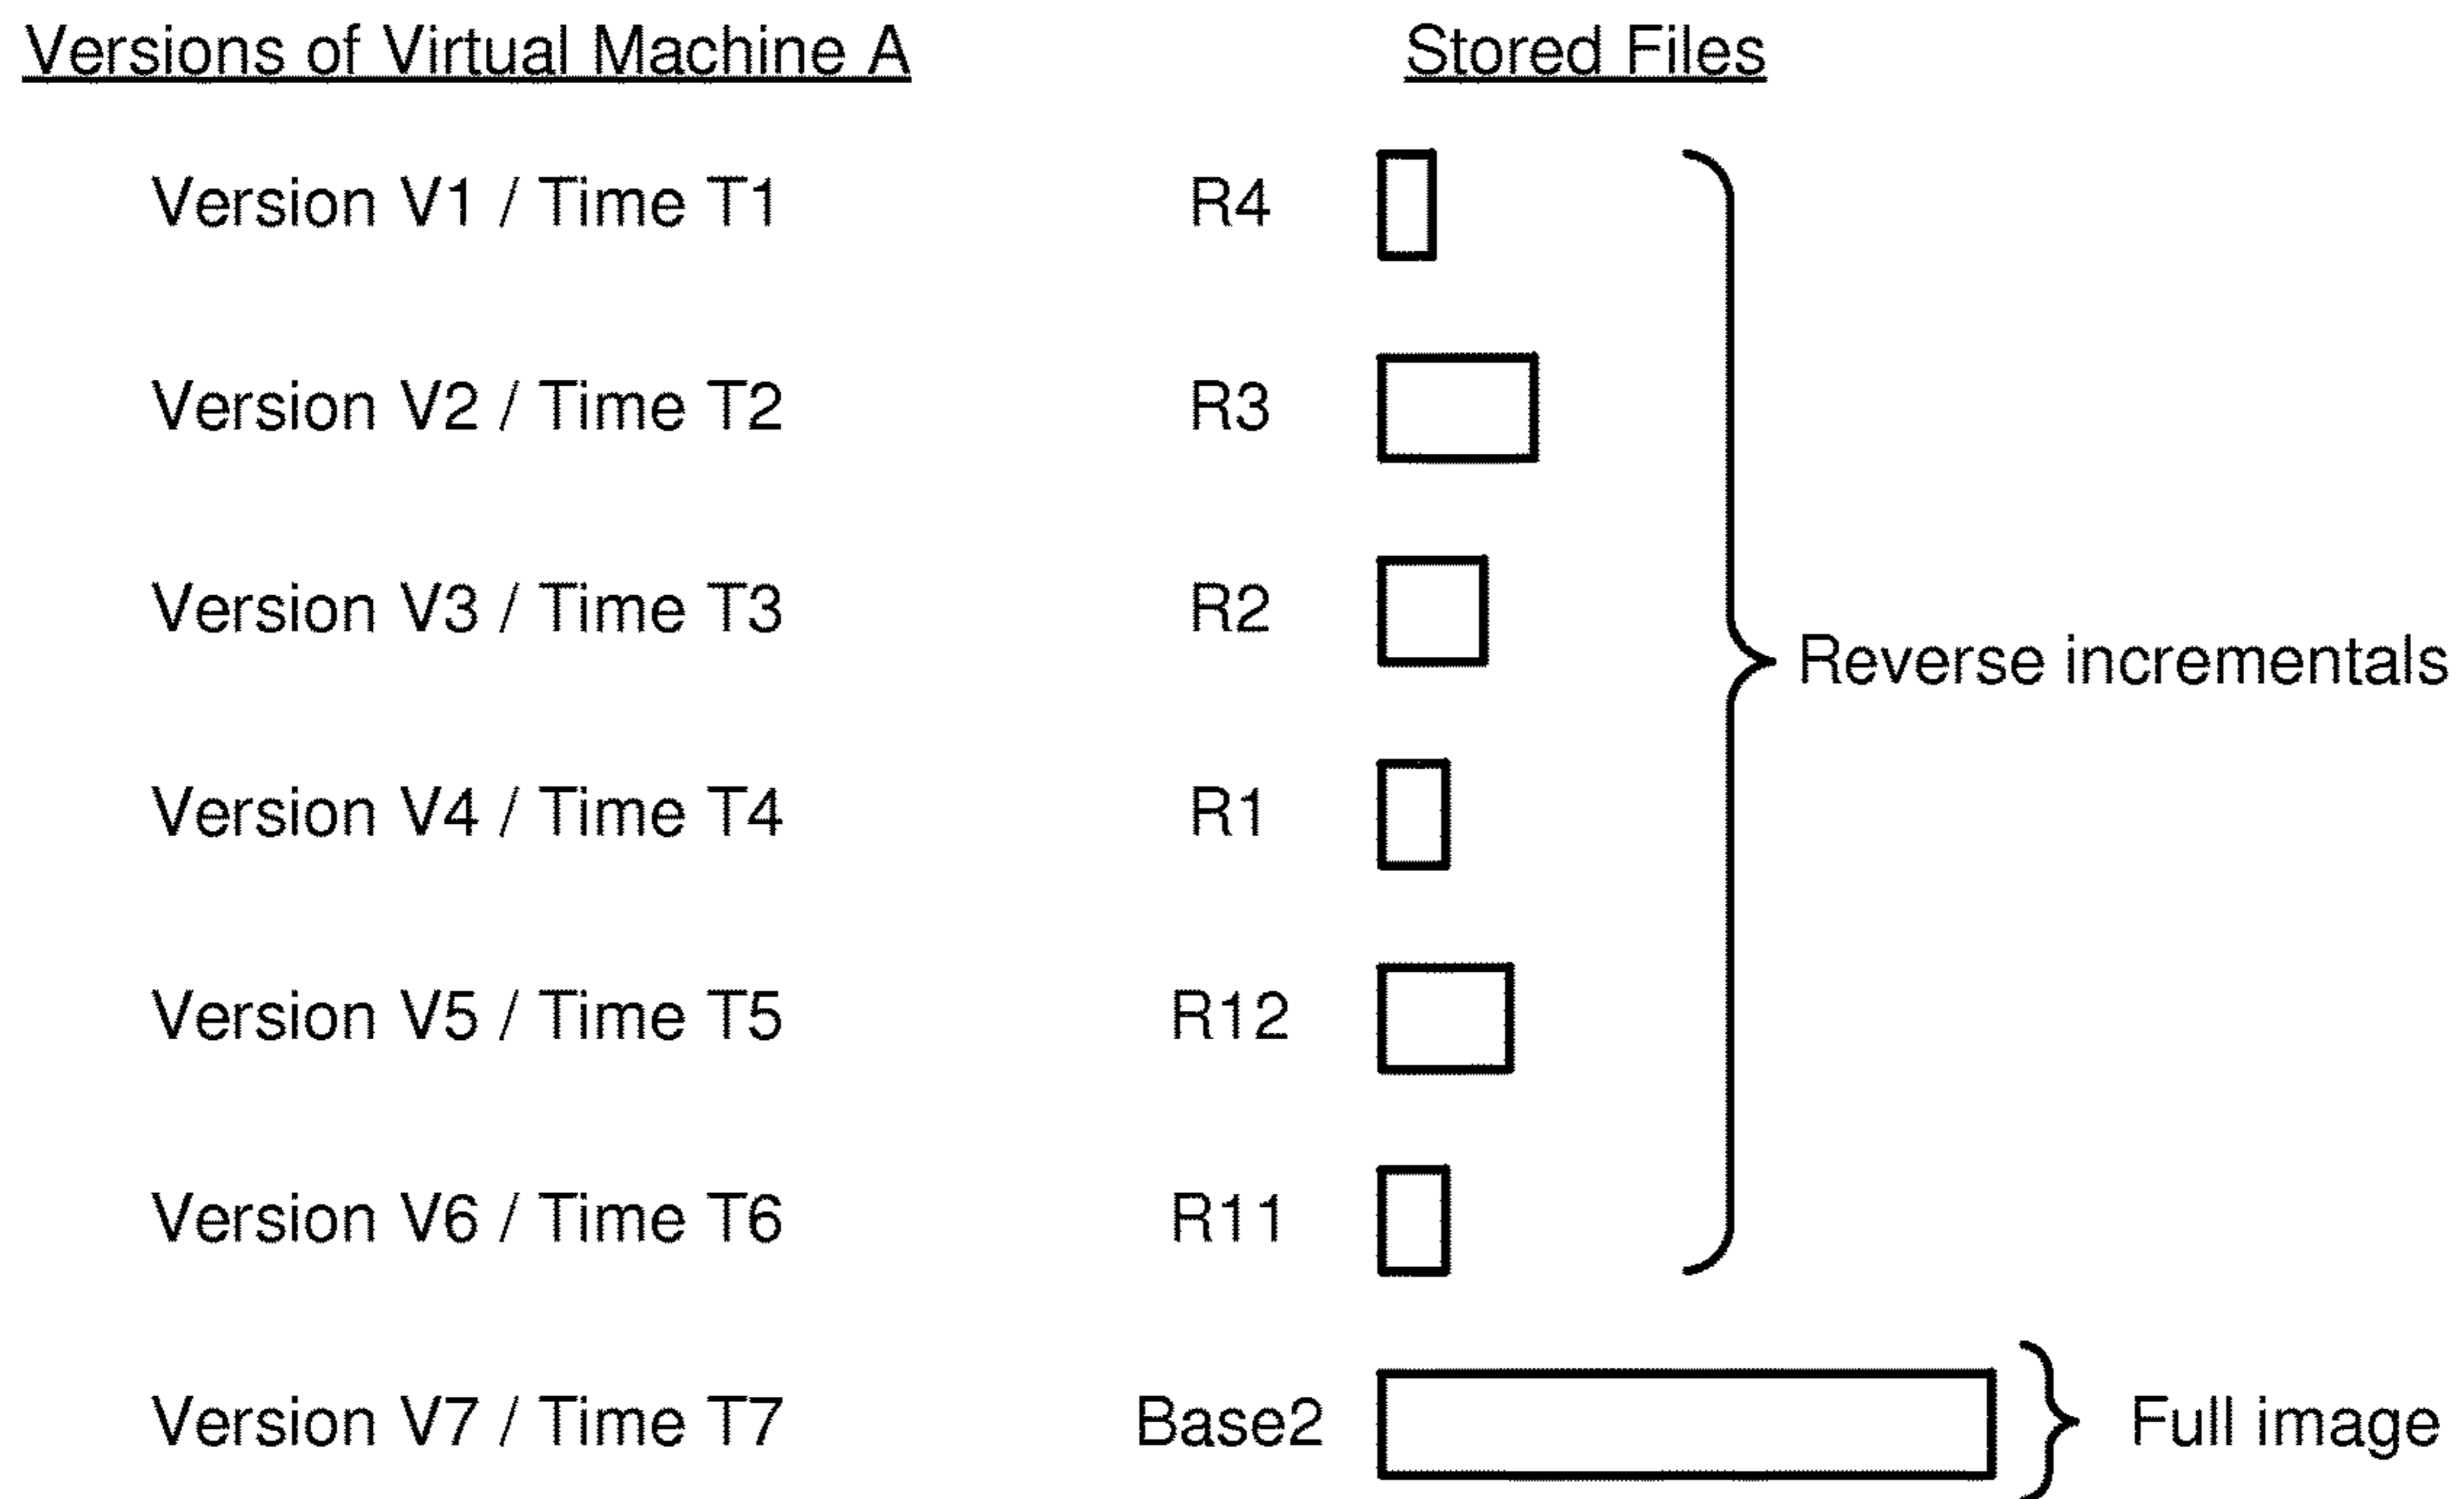 Versions of Virtual Machine A Stored Files
Version V1 / Time T1 R4
Version V2 / Time T2 R3
Version V3 / Time T3 R2
Reverse incrementals
Version V4 / Time T4 R1
Version V5 / Time T5 R12
Version V6 / Time T6 R11
Version V7 / Time T7 Base2 Full image